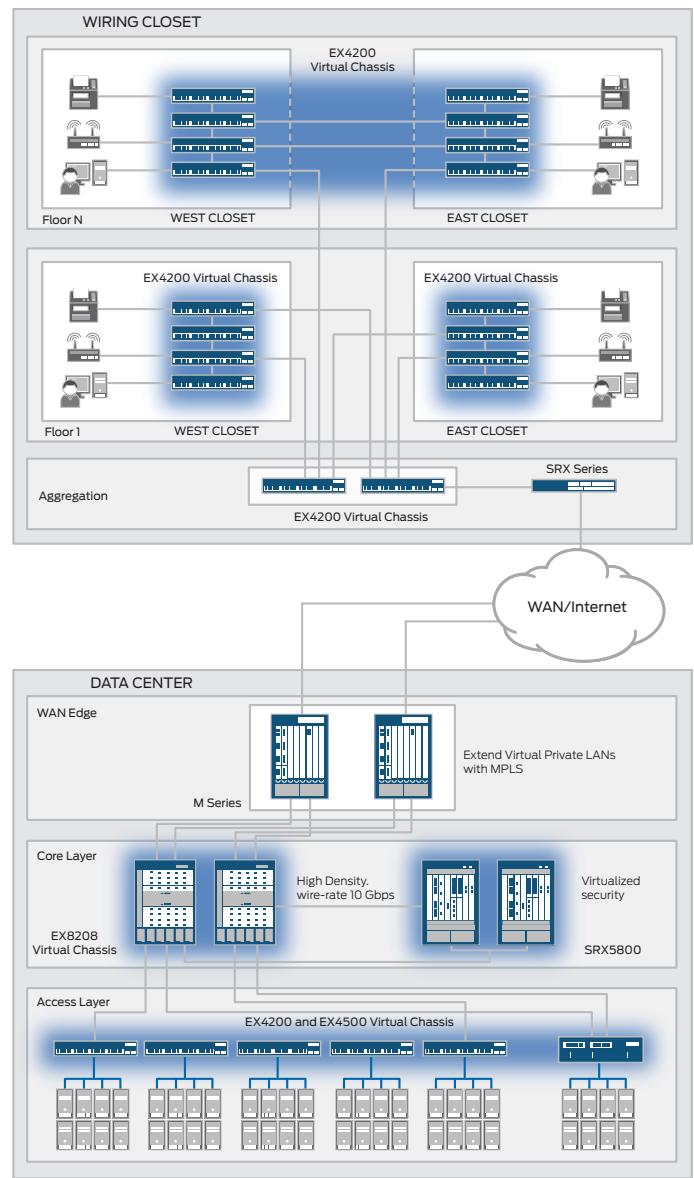 WIRING CLOSET
EX4200
Virtual Chassis
Floor N
WEST CLOSET
EAST CLOSET
EX4200 Virtual Chassis
EX4200 Virtual Chassis
Floor 1
WEST CLOSET
EAST CLOSET
Aggregation
SRX Series
EX4200 Virtual Chassis
WAN/Internet
DATA CENTER
WAN Edge
Extend Virtual Private LANs
with MPLS
M Series
Core Layer
High Density.
wire-rate 10 Gbps
Virtualized
security
EX8208
Virtual Chassis
SRX5800
Access Layer
EX4200 and EX4500 Virtual Chassis